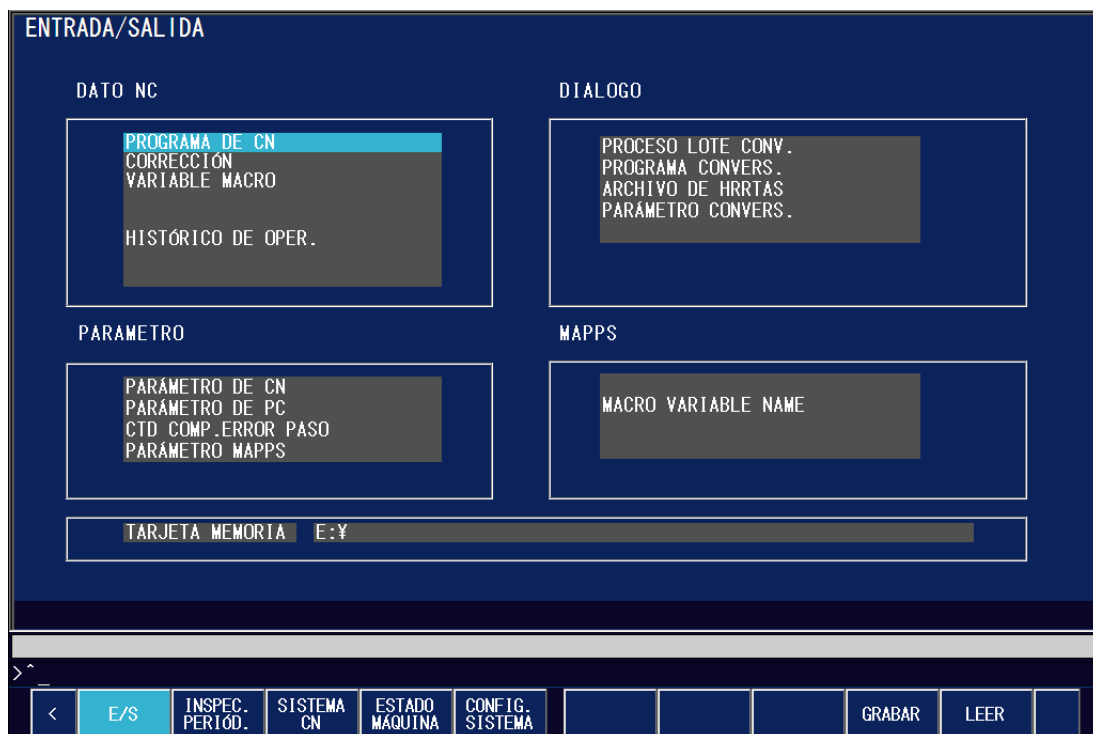 ENTRADA/SALIDA
DATO NC
PROGRAMA DE CN
CORRECCIÓN
VARIABLE MACRO
HISTÓRICO DE OPER.
DIALOGO
PROCESO LOTE CONV.
PROGRAMA CONVERS.
ARCHIVO DE HRRTAS
PARÁMETRO CONVERS.
PARAMETRO
PARÁMETRO DE CN
PARÁMETRO DE PC
CTD COMP.ERROR PASO
PARÁMETRO MAPPS
MAPPS
MACRO VARIABLE NAME
TARJETA MEMORIA E:¥
>^_
<
E/S
INSPEC.
PERIÓD.
SISTEMA
CN
ESTADO
MÁQUINA
CONFIG.
SISTEMA
GRABAR
LEER